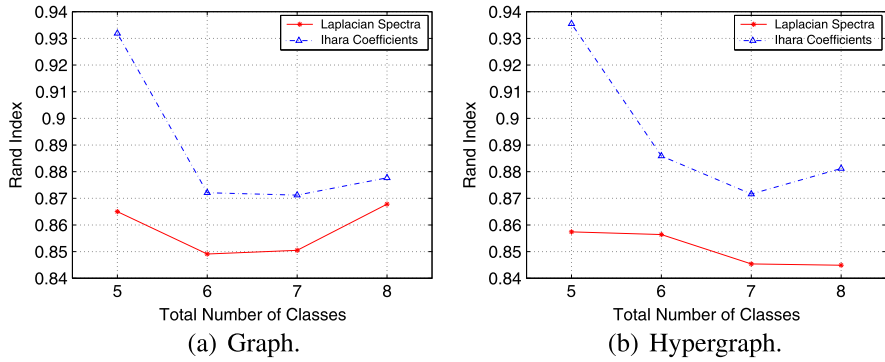 0.94
0.93
0.92
0.91
0.9
0.89
0.88
0.87
0.86
0.85
0.84
Rand Index
5 6 7 8
Total Number of Classes
Laplacian Spectra
Ihara Coefficients
(a) Graph.
0.94
0.93
0.92
0.91
0.9
0.89
0.88
0.87
0.86
0.85
0.84
Rand Index
5 6 7 8
Total Number of Classes
Laplacian Spectra
Ihara Coefficients
(b) Hypergraph.